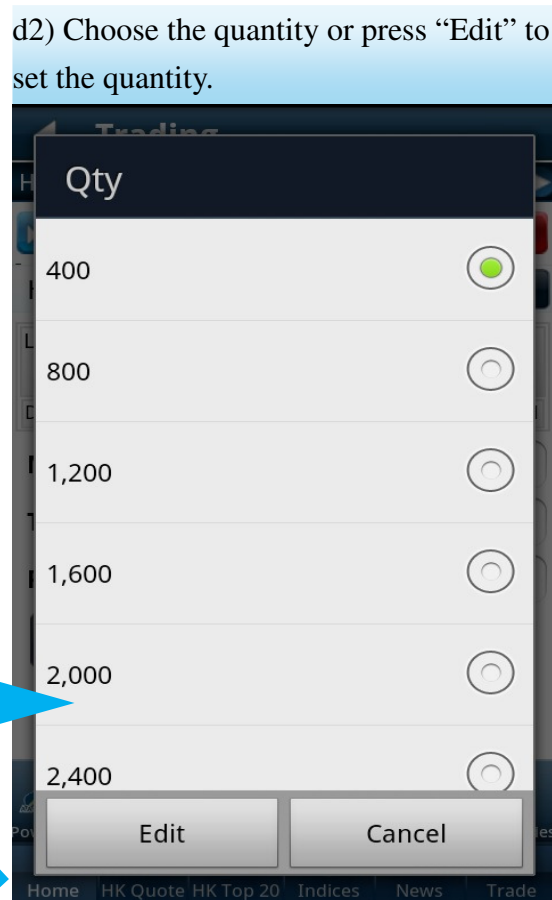 d2) Choose the quantity or press “Edit” to
set the quantity.
Trading
Qty
400
800
1,200
1,600
2,000
2,400
Edit
Cancel
Home HK Quote HK Top 20 Indices News Trade